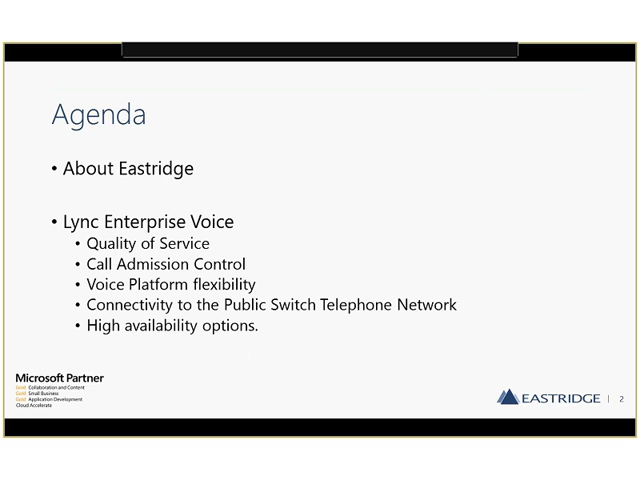 Agenda
• About Eastridge
• Lync Enterprise Voice
• Quality of Service
• Call Admission Control
• Voice Platform flexibility
• Connectivity to the Public Switch Telephone Network
• High availability options.
Microsoft Partner
Gold Collaboration and Content
Gold Small Business
Gold Application Development
Cloud Accelerate
EASTRIDGE | 2